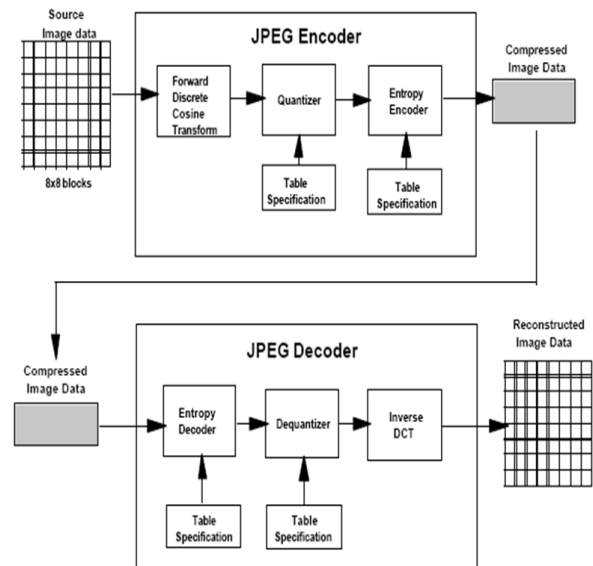 Source
Image data
JPEG Encoder
Compressed
Image Data
Forward
Discrete
Cosine
Transform
Quantizer
Entropy
Encoder
8x8 blocks
Table
Specification
Table
Specification
JPEG Decoder
Reconstructed
Image Data
Compressed
Image Data
Entropy
Decoder
Dequantizer
Inverse
DCT
Table
Specification
Table
Specification